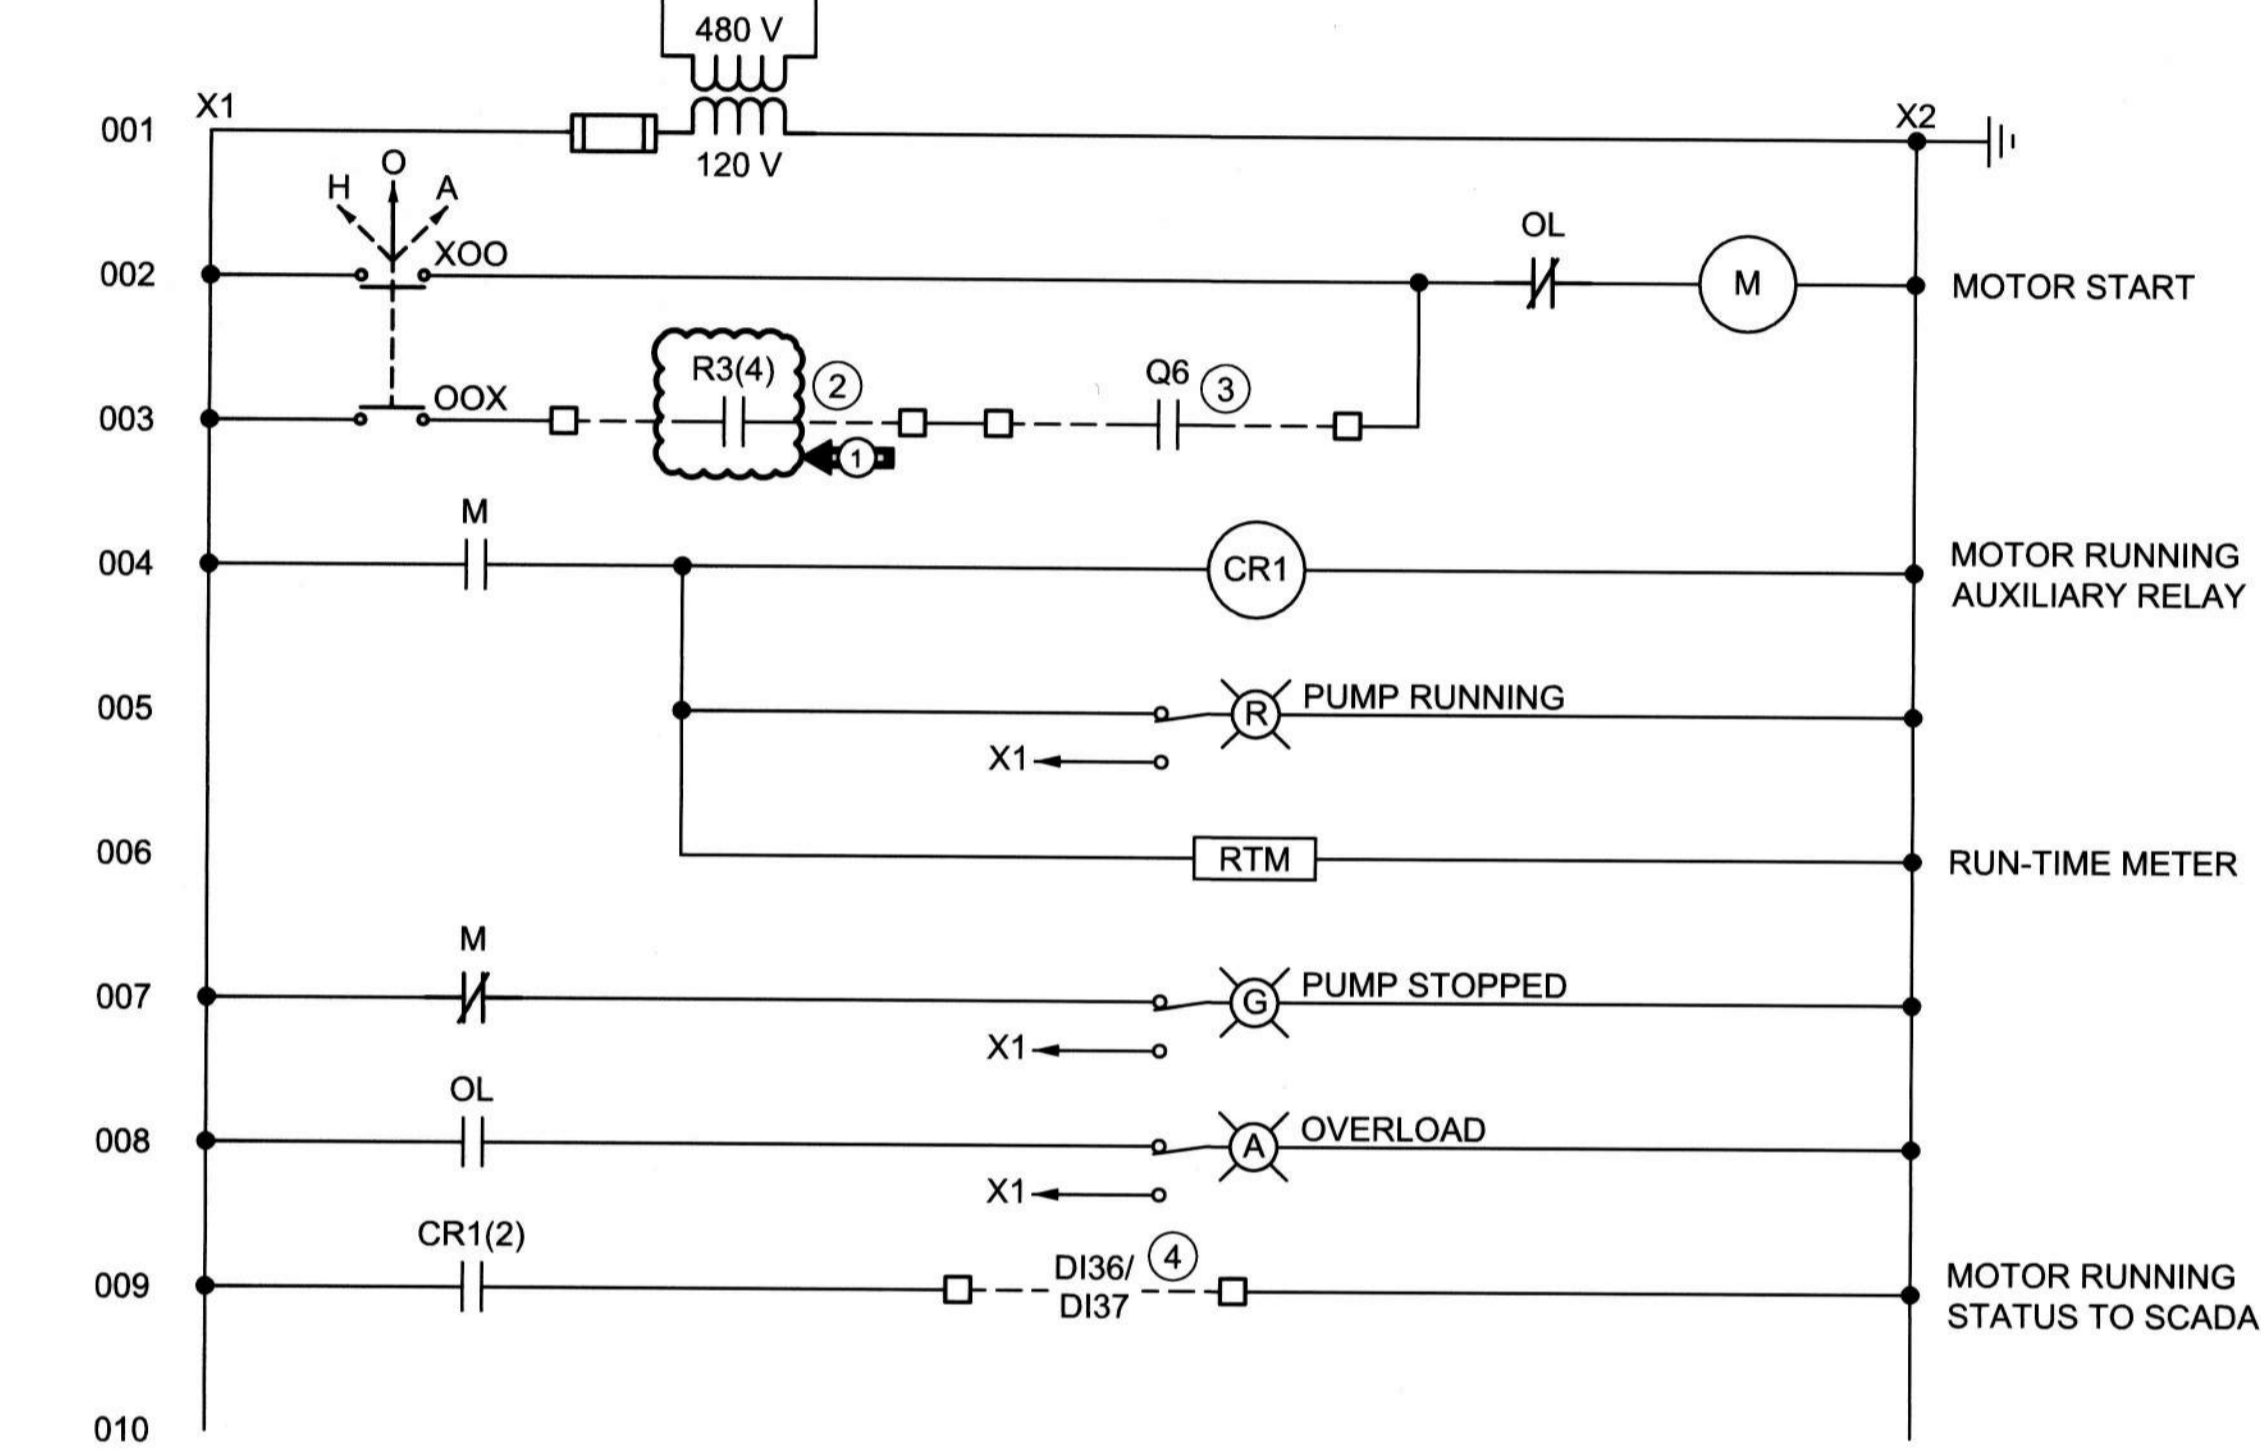 480 V
X1
X2
001
120 V
O
H
A
OL
XOO
002
M
MOTOR START
R3(4)
2
Q6
3
OOX
003
1
M
004
CR1
MOTOR RUNNING
AUXILIARY RELAY
005
R
PUMP RUNNING
X1
006
RTM
RUN-TIME METER
M
007
G
PUMP STOPPED
X1
OL
008
A
OVERLOAD
X1
CR1(2)
009
DI36/
DI37
4
MOTOR RUNNING
STATUS TO SCADA
010